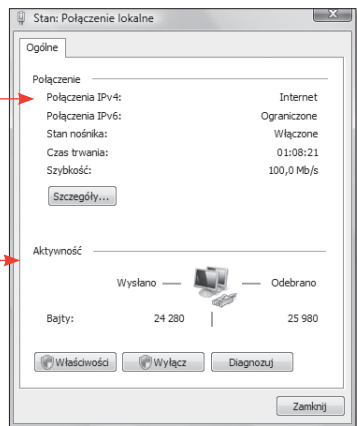 Stan: Połączenie lokalne
Ogólne
Połączenie
Połączenia IPv4: Internet
Połączenia IPv6: Ograniczone
Stan nośnika: Włączone
Czas trwania: 01:08:21
Szybkość: 100,0 Mb/s
Szczegóły...
Aktywność
Wysłano — — Odebrano
Bajty: 24 280 | 25 980
Właściwości Wyłącz Diagnozuj
Zamknij